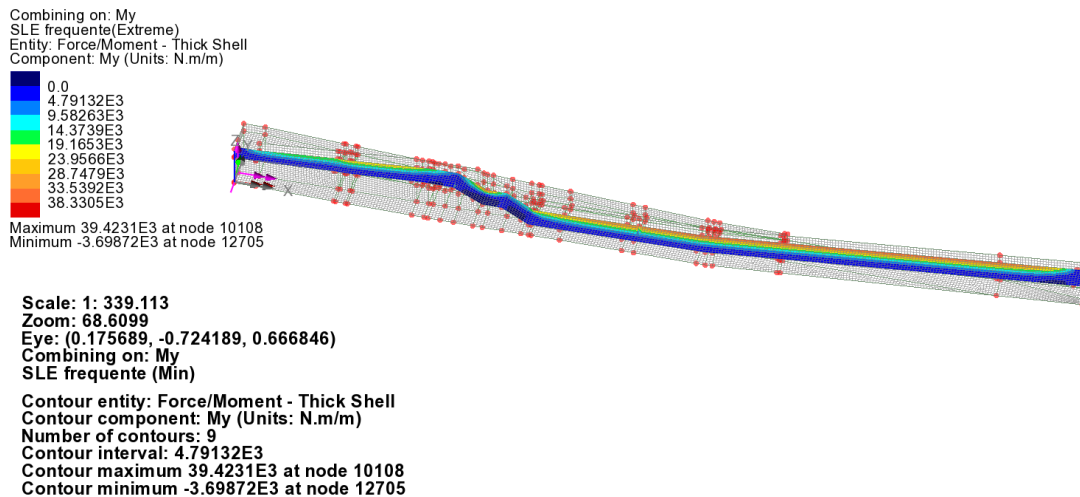 Combining on: My
SLE frequente(Extreme)
Entity: Force/Moment - Thick Shell
Component: My (Units: N.m/m)
0.0
4.79132E3
9.58263E3
14.3739E3
19.1653E3
23.9566E3
28.7479E3
33.5392E3
38.3305E3
Maximum 39.4231E3 at node 10108
Minimum -3.69872E3 at node 12705
X
Scale: 1: 339.113
Zoom: 68.6099
Eye: (0.175689, -0.724189, 0.666846)
Combining on: My
SLE frequente (Min)
Contour entity: Force/Moment - Thick Shell
Contour component: My (Units: N.m/m)
Number of contours: 9
Contour interval: 4.79132E3
Contour maximum 39.4231E3 at node 10108
Contour minimum -3.69872E3 at node 12705